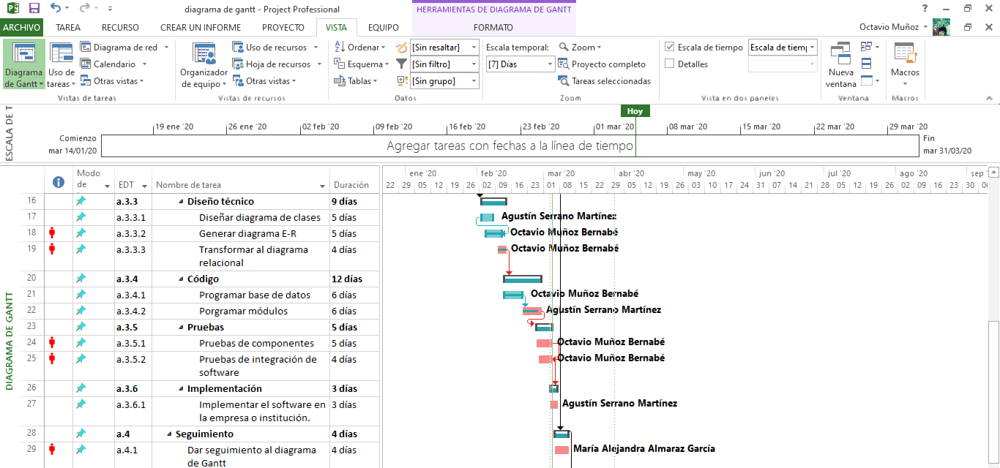 diagrama de gantt - Project Professional
HERRAMIENTAS DE DIAGRAMA DE GANTT
ARCHIVO TAREA RECURSO CREAR UN INFORME PROYECTO VISTA EQUIPO FORMATO Octavio Muñoz
Diagrama de Gantt
Uso de tareas
Diagrama de red
Calendario
Otras vistas
Vistas de tareas
Organizador de equipo
Uso de recursos
Hoja de recursos
Otras vistas
Vistas de recursos
Ordenar
Esquema
Tablas
[Sin resaltar]
[Sin filtro]
[Sin grupo]
Datos
Escala temporal:
[7] Días
Zoom
Proyecto completo
Tareas seleccionadas
Zoom
Escala de tiempo
Detalles
Vista en dos paneles
Nueva ventana
Ventana
Macros
Macros
ESCALA DE T
Hoy
19 ene '20 26 ene '20 02 feb '20 09 feb '20 16 feb '20 23 feb '20 01 mar '20 08 mar '20 15 mar '20 22 mar '20 29 mar '20
Comienzo
mar 14/01/20
Agregar tareas con fechas a la línea de tiempo
Fin
mar 31/03/20
DIAGRAMA DE GANTT
Modo de EDT Nombre de tarea Duración
ene '20 feb '20 mar '20 abr '20 may '20 jun '20 jul '20 ago '20 sep '
22 29 05 12 19 26 02 09 16 23 01 08 15 22 29 05 12 19 26 03 10 17 24 31 07 14 21 28 05 12 19 26 02 09 16 23 30
16 a.3.3 Diseño técnico 9 días
17 a.3.3.1 Diseñar diagrama de clases 5 días Agustín Serrano Martínez
18 a.3.3.2 Generar diagrama E-R 5 días Octavio Muñoz Bernabé
19 a.3.3.3 Transformar al diagrama relacional 4 días Octavio Muñoz Bernabé
20 a.3.4 Código 12 días
21 a.3.4.1 Programar base de datos 6 días Octavio Muñoz Bernabé
22 a.3.4.2 Porgramar módulos 6 días Agustín Serrano Martínez
23 a.3.5 Pruebas 5 días
24 a.3.5.1 Pruebas de componentes 5 días Octavio Muñoz Bernabé
25 a.3.5.2 Pruebas de integración de software 4 días Octavio Muñoz Bernabé
26 a.3.6 Implementación 3 días
27 a.3.6.1 Implementar el software en la empresa o institución. 3 días Agustín Serrano Martínez
28 a.4 Seguimiento 4 días
29 a.4.1 Dar seguimiento al diagrama de Gantt 4 días María Alejandra Almaraz García